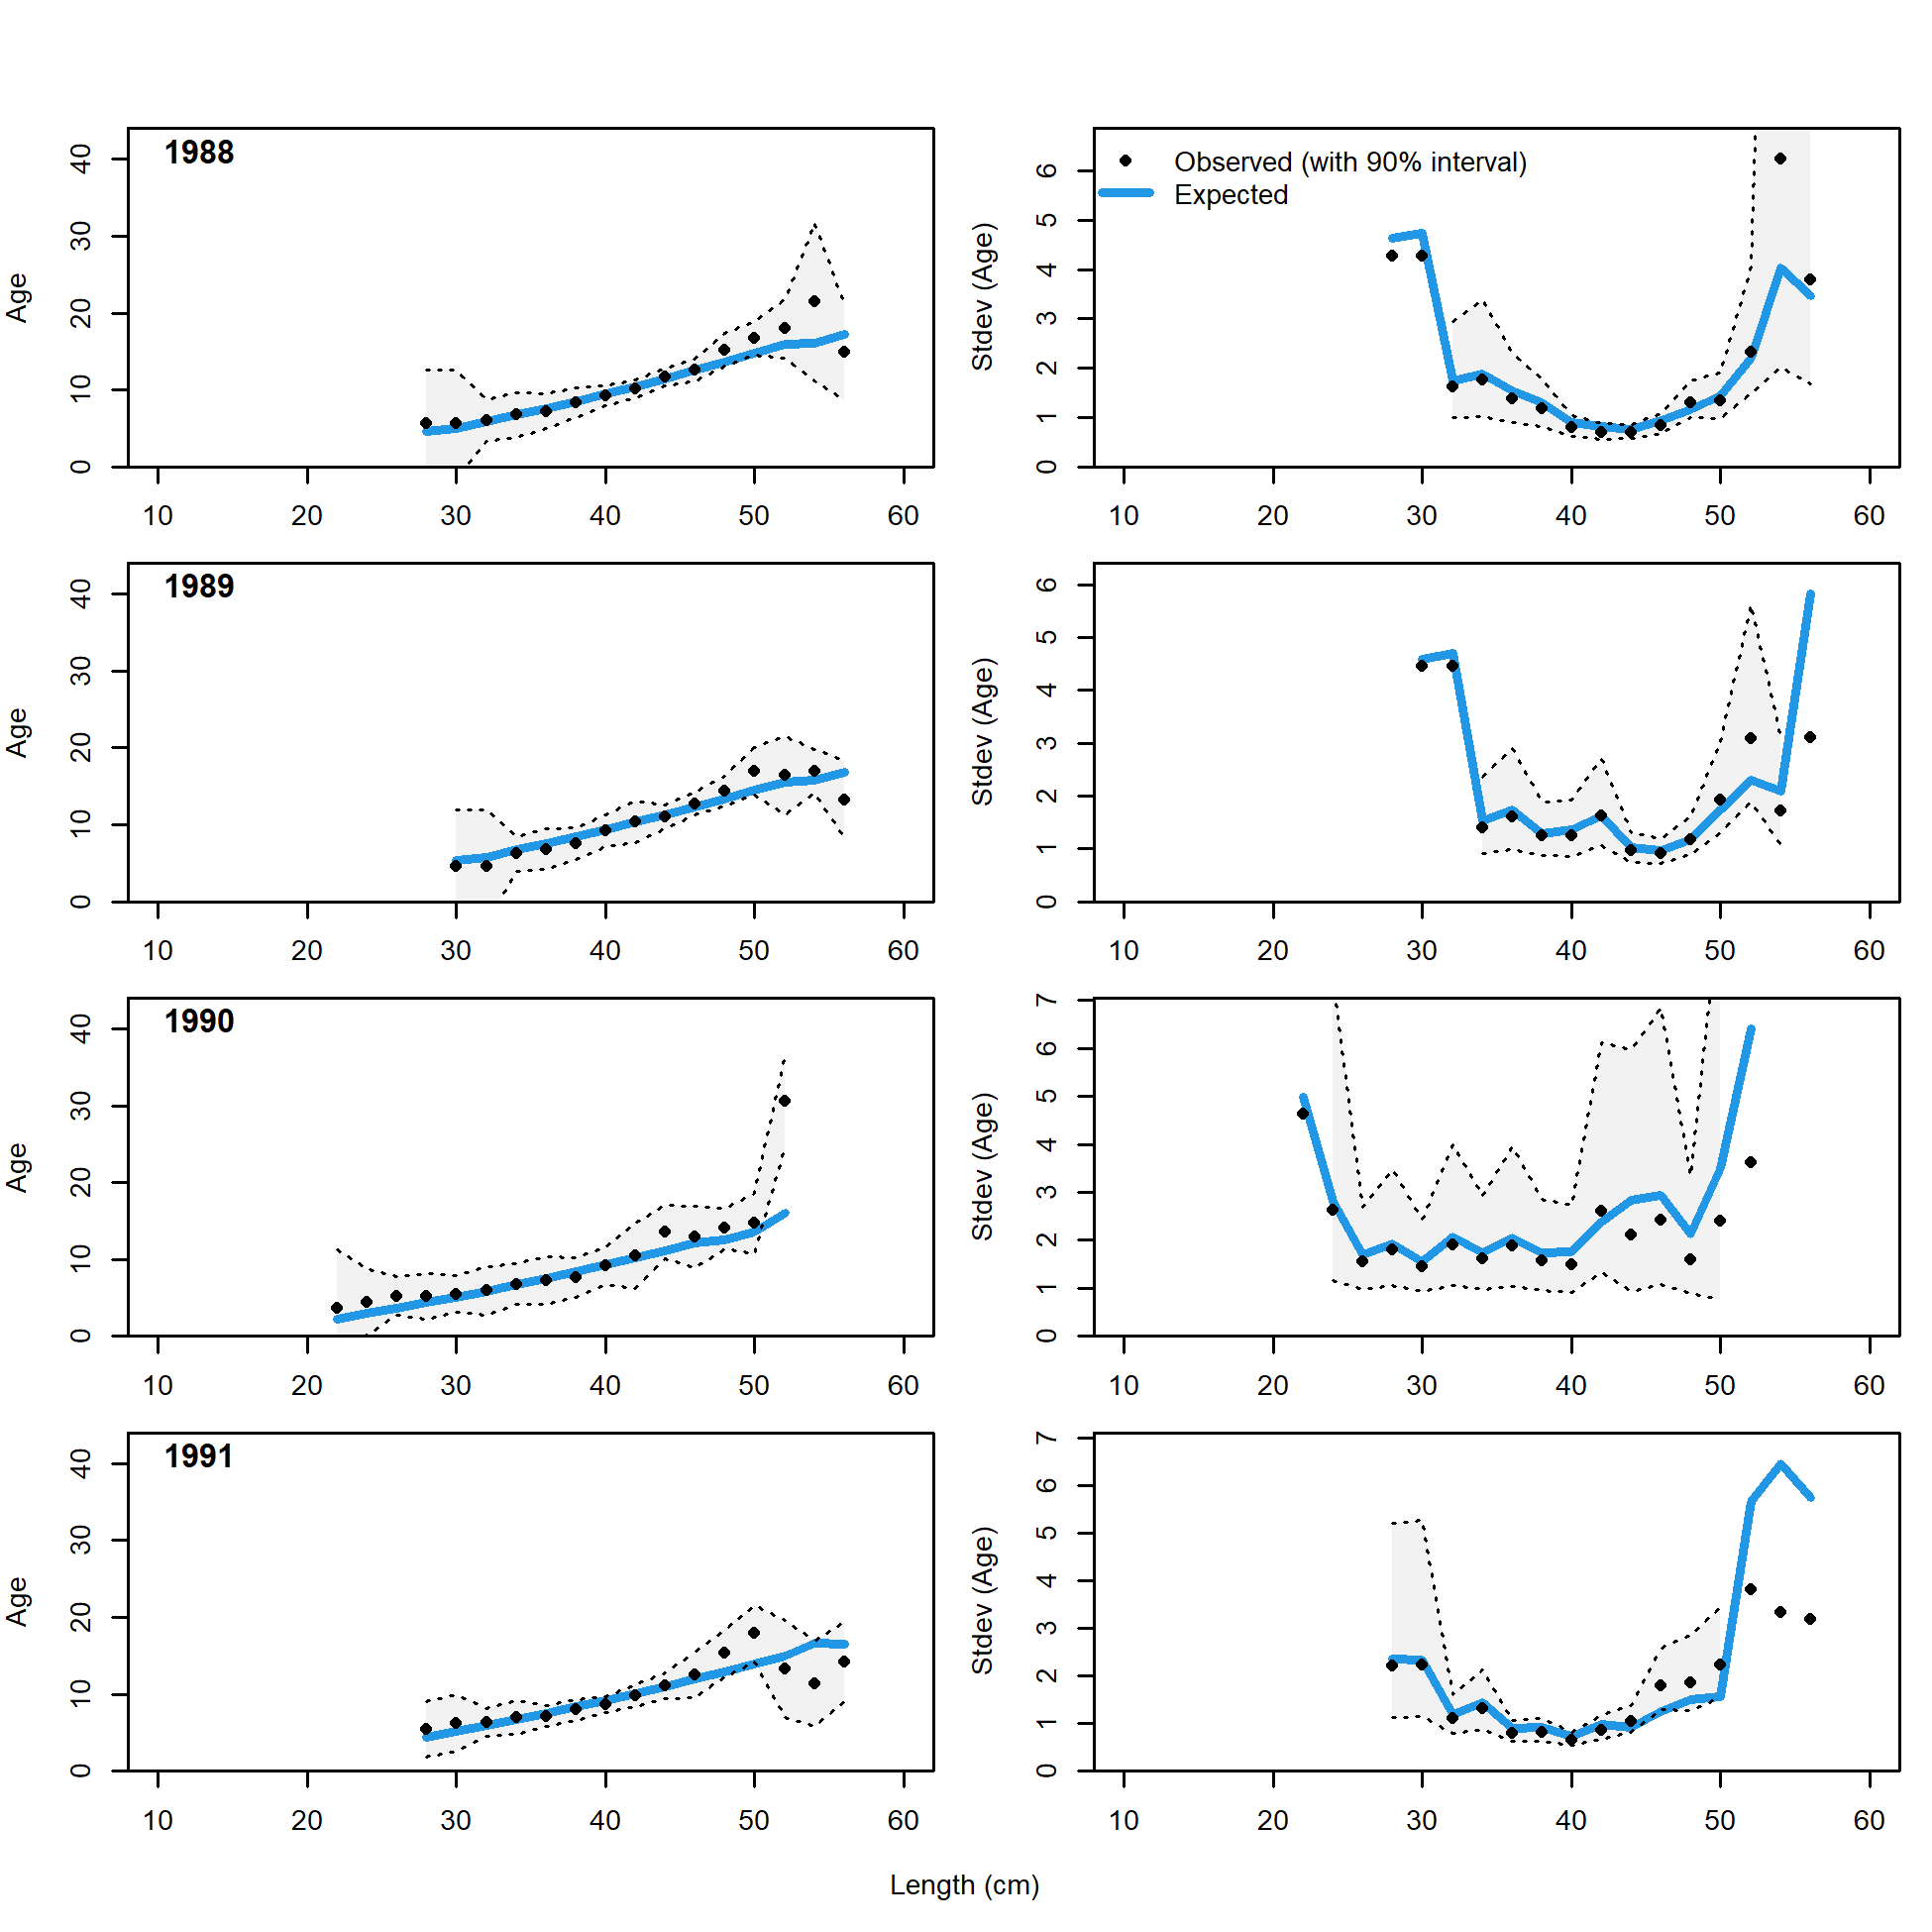 1988
Age
0 10 20 30 40
10 20 30 40 50 60
Observed (with 90% interval)
Expected
Stdev (Age)
0 1 2 3 4 5 6
10 20 30 40 50 60
1989
Age
0 10 20 30 40
10 20 30 40 50 60
Stdev (Age)
0 1 2 3 4 5 6
10 20 30 40 50 60
1990
Age
0 10 20 30 40
10 20 30 40 50 60
Stdev (Age)
0 1 2 3 4 5 6 7
10 20 30 40 50 60
1991
Age
0 10 20 30 40
10 20 30 40 50 60
Stdev (Age)
0 1 2 3 4 5 6 7
10 20 30 40 50 60
Length (cm)